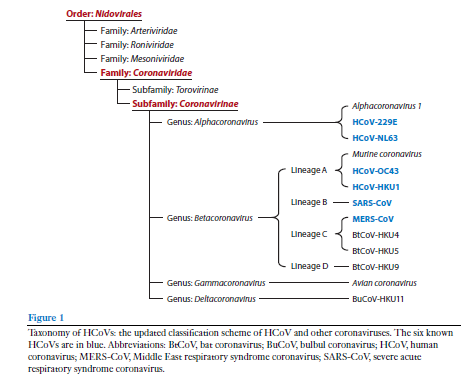 Order: Nidovirales
Family: Arteriviridae
Family: Roniviridae
Family: Mesoniviridae
Family: Coronaviridae
Subfamily: Torovirinae
Subfamily: Coronavirinae
Genus: Alphacoronavirus
Alphacoronavirus 1
HCoV-229E
HCoV-NL63
Genus: Betacoronavirus
Lineage A
Murine coronavirus
HCoV-OC43
HCoV-HKU1
Lineage B
SARS-CoV
Lineage C
MERS-CoV
BtCoV-HKU4
BtCoV-HKU5
Lineage D
BtCoV-HKU9
Genus: Gammacoronavirus
Avian coronavirus
Genus: Deltacoronavirus
BuCoV-HKU11
Figure 1
Taxonomy of HCoVs: the updated classification scheme of HCoV and other coronaviruses. The six known
HCoVs are in blue. Abbreviations: BtCoV, bat coronavirus; BuCoV, bulbul coronavirus; HCoV, human
coronavirus; MERS-CoV, Middle East respiratory syndrome coronavirus; SARS-CoV, severe acute
respiratory syndrome coronavirus.